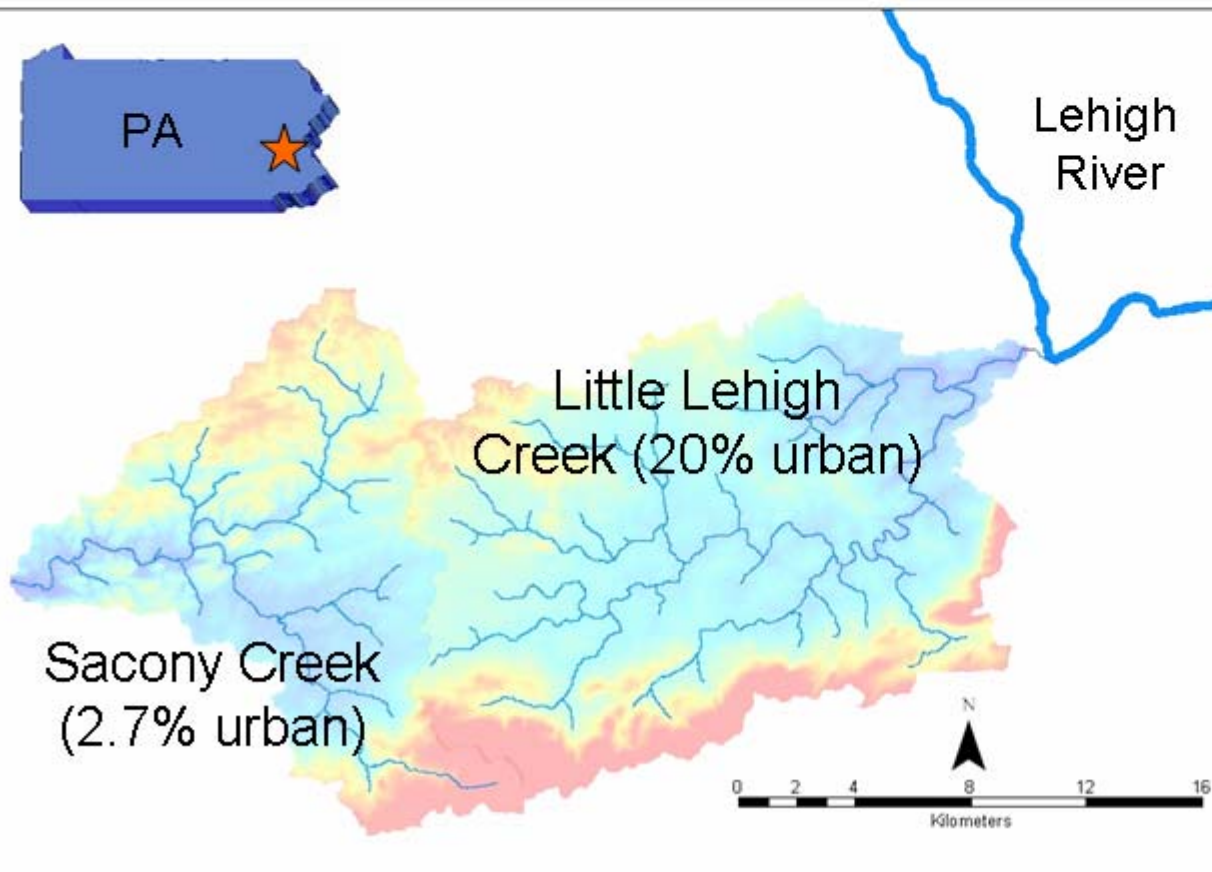 PA
Lehigh
River
Little Lehigh
Creek (20% urban)
Sacony Creek
(2.7% urban)
N
0 2 4 8 12 16
Kilometers